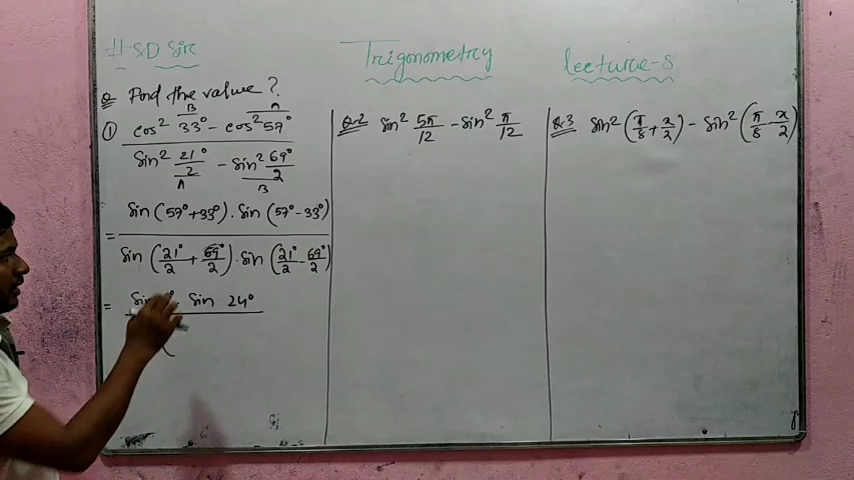 H-SD Sir
Trigonometry
lecture-8
Q Find the value?
① (cos² 33° - cos² 57°) / (sin² 21°/2 - sin² 69°/2)
B A
A B
= (sin(57°+33°) . sin(57°-33°)) / (sin(21°/2 + 69°/2) . sin(21°/2 - 69°/2))
= sin sin 24°
(
Q.2 sin² 5π/12 - sin² π/12
Q.3 sin²(π/8 + x/2) - sin²(π/8 - x/2)